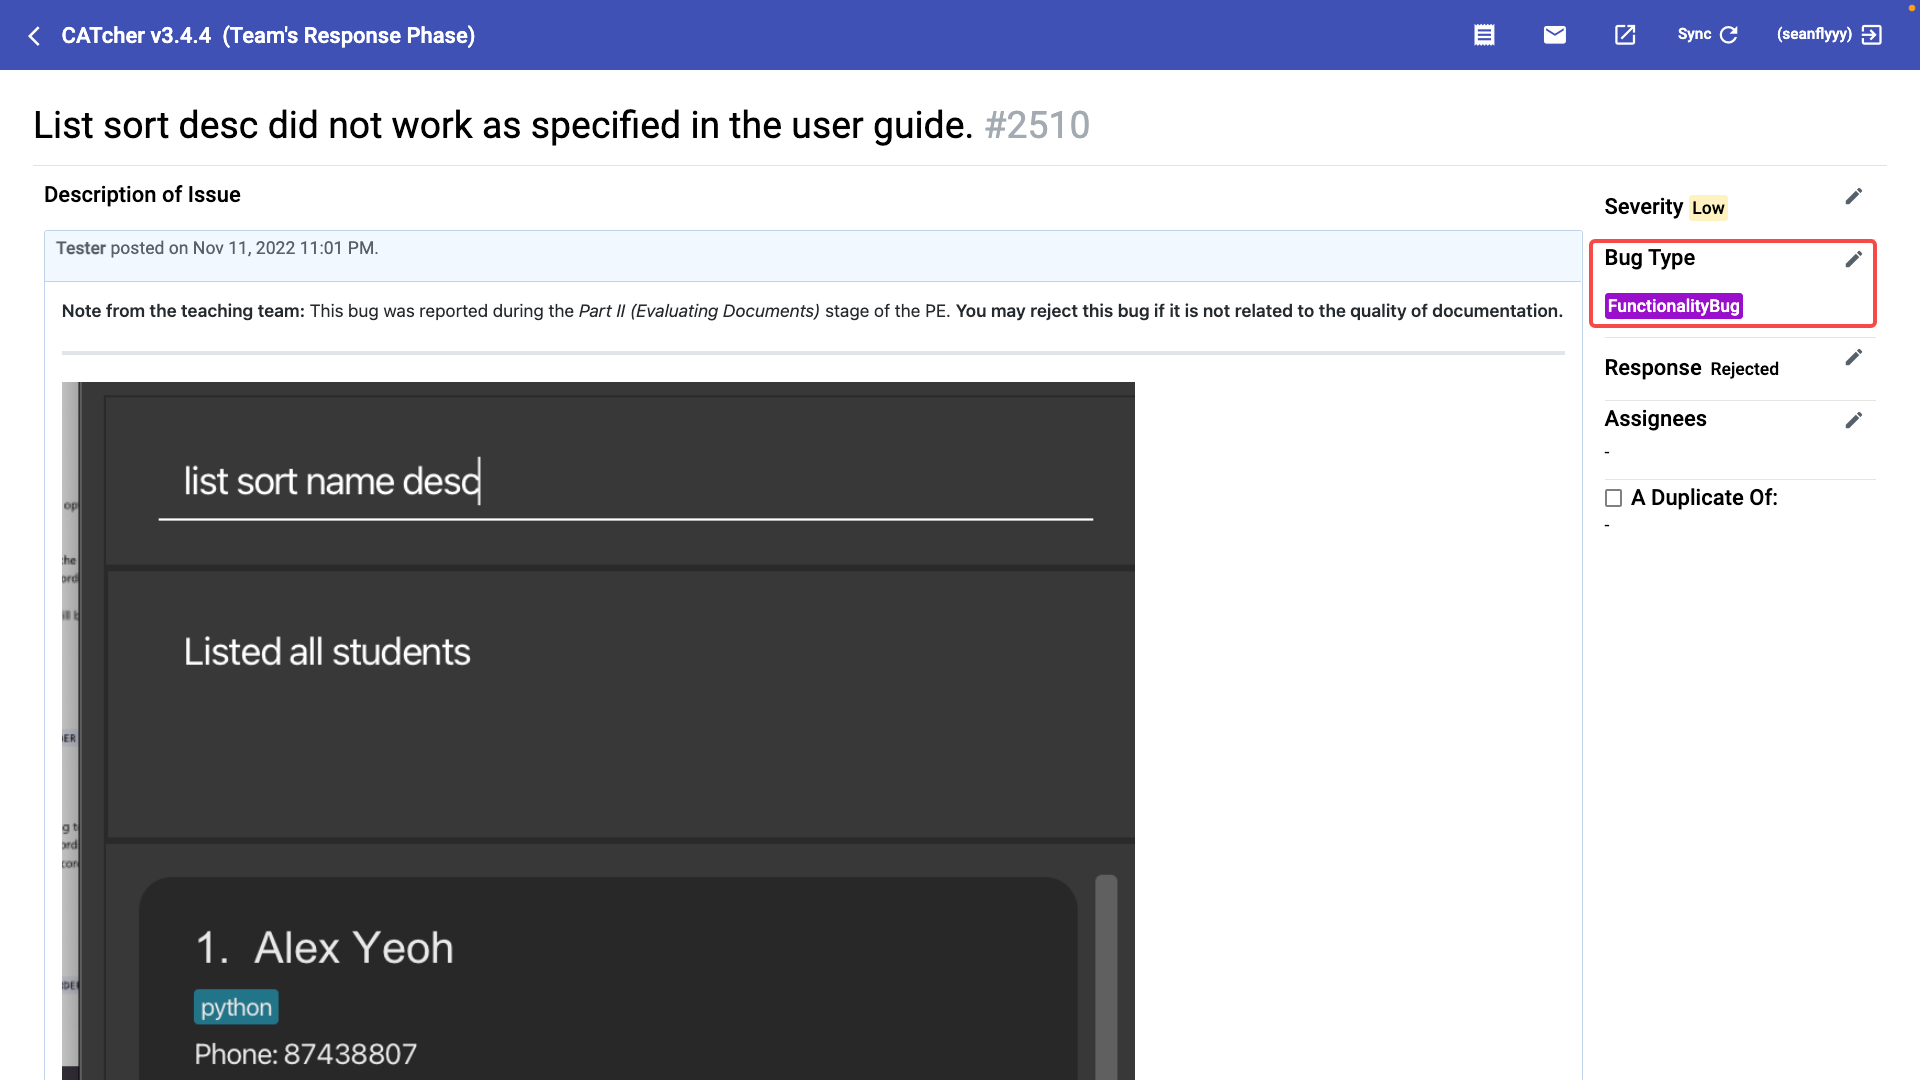 CATcher v3.4.4 (Team's Response Phase)
Sync
(seanflyyy)
List sort desc did not work as specified in the user guide. #2510
Description of Issue
Tester posted on Nov 11, 2022 11:01 PM.
Note from the teaching team: This bug was reported during the Part II (Evaluating Documents) stage of the PE. You may reject this bug if it is not related to the quality of documentation.
list sort name desc
Listed all students
1. Alex Yeoh
python
Phone: 87438807
Severity Low
Bug Type
FunctionalityBug
Response Rejected
Assignees
-
A Duplicate Of:
-